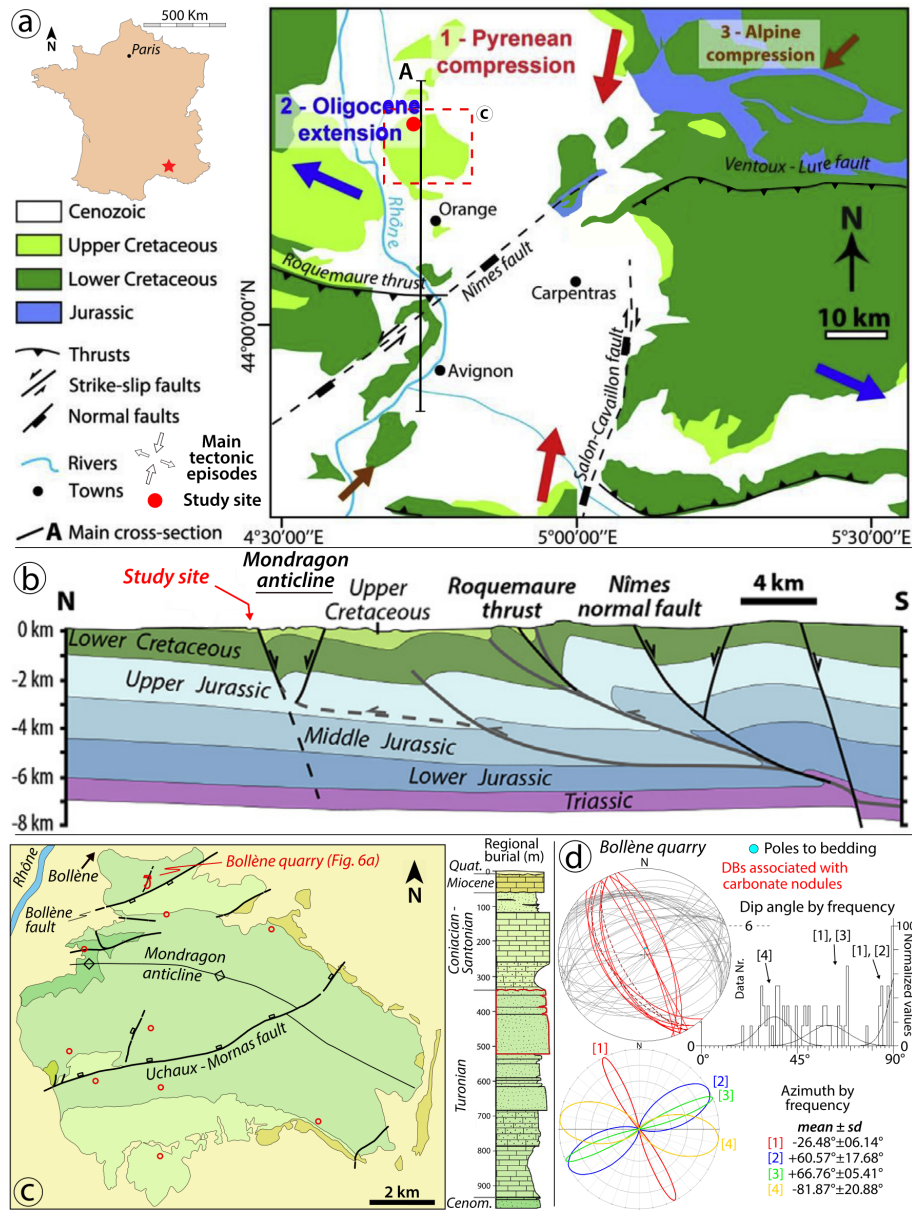 a
500 Km
N
Paris
Cenozoic
Upper Cretaceous
Lower Cretaceous
Jurassic
Thrusts
Strike-slip faults
Normal faults
Rivers
Towns
Main
tectonic
episodes
Study site
A Main cross-section
A
1 - Pyrenean
compression
3 - Alpine
compression
2 - Oligocene
extension
c
Ventoux - Lure fault
Rhône
Orange
Nîmes fault
Roquemaure thrust
Carpentras
N
10 km
44°00'00''N
Avignon
Salon-Cavaillon fault
4°30'00''E
5°00'00''E
5°30'00''E
b
Study site
Mondragon
anticline
Upper
Cretaceous
Roquemaure
thrust
Nîmes
normal fault
4 km
N
S
0 km
-2 km
-4 km
-6 km
-8 km
Lower Cretaceous
Upper Jurassic
Middle Jurassic
Lower Jurassic
Triassic
Rhône
Bollène
Bollène quarry (Fig. 6a)
N
Bollène
fault
Mondragon
anticline
Uchaux - Mornas fault
c
2 km
Regional
burial (m)
Quat.
Miocene
Coniacian -
Santonian
Turonian
Cenom.
0
100
200
300
400
500
600
700
800
900
d
Bollène quarry
N
Poles to bedding
DBs associated with
carbonate nodules
Dip angle by frequency
6
100
Data Nr.
Normalized values
[4]
[1], [3]
[1], [2]
0
0°
45°
90°
N
[1]
[2]
[3]
[4]
Azimuth by
frequency
mean ± sd
[1] -26.48°±06.14°
[2] +60.57°±17.68°
[3] +66.76°±05.41°
[4] -81.87°±20.88°